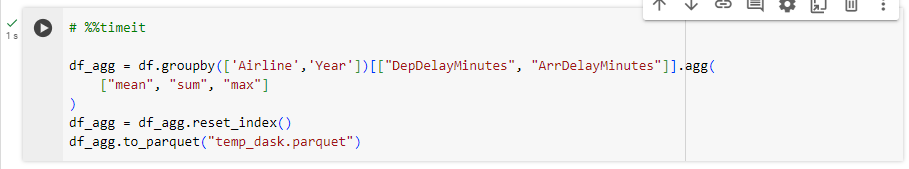 1 s
# %%timeit
df_agg = df.groupby(['Airline','Year'])[["DepDelayMinutes", "ArrDelayMinutes"]].agg(
    ["mean", "sum", "max"]
)
df_agg = df_agg.reset_index()
df_agg.to_parquet("temp_dask.parquet")